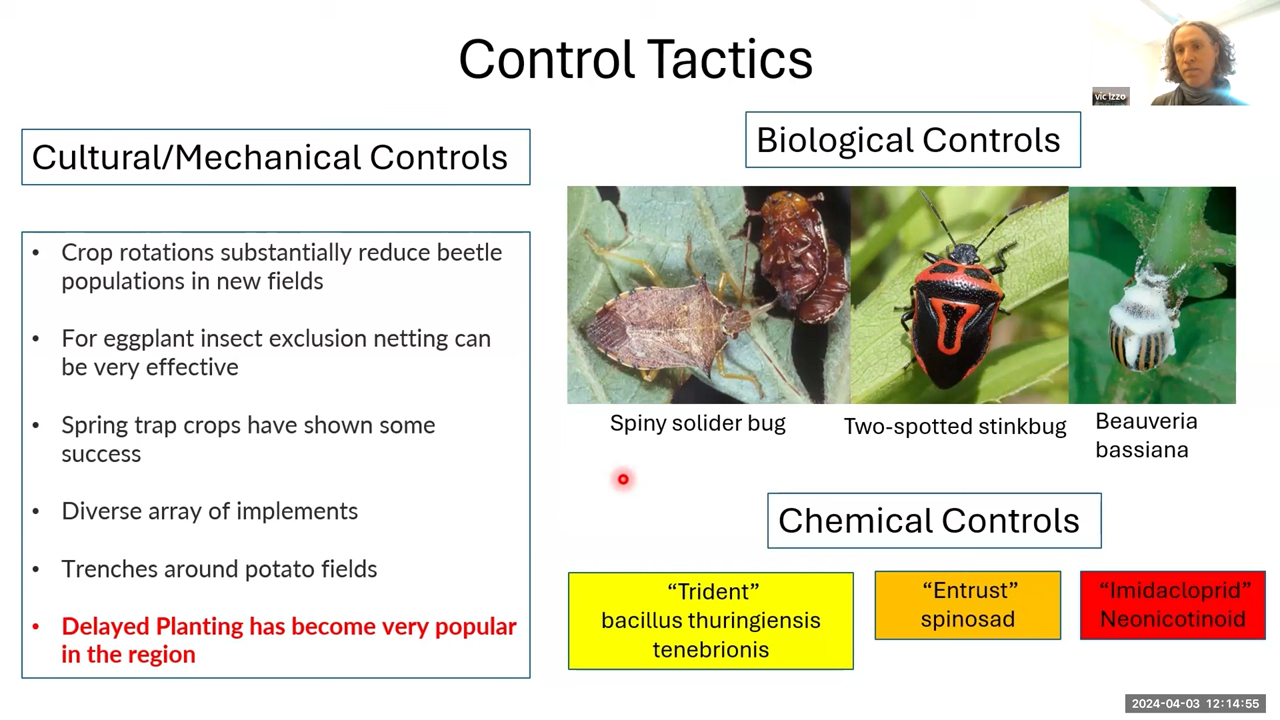 Control Tactics
vic Izzo
Cultural/Mechanical Controls
• Crop rotations substantially reduce beetle
populations in new fields
• For eggplant insect exclusion netting can
be very effective
• Spring trap crops have shown some
success
• Diverse array of implements
• Trenches around potato fields
• Delayed Planting has become very popular
in the region
Biological Controls
Spiny solider bug
Two-spotted stinkbug
Beauveria
bassiana
Chemical Controls
“Trident”
bacillus thuringiensis
tenebrionis
“Entrust”
spinosad
“Imidacloprid”
Neonicotinoid
2024-04-03 12:14:55